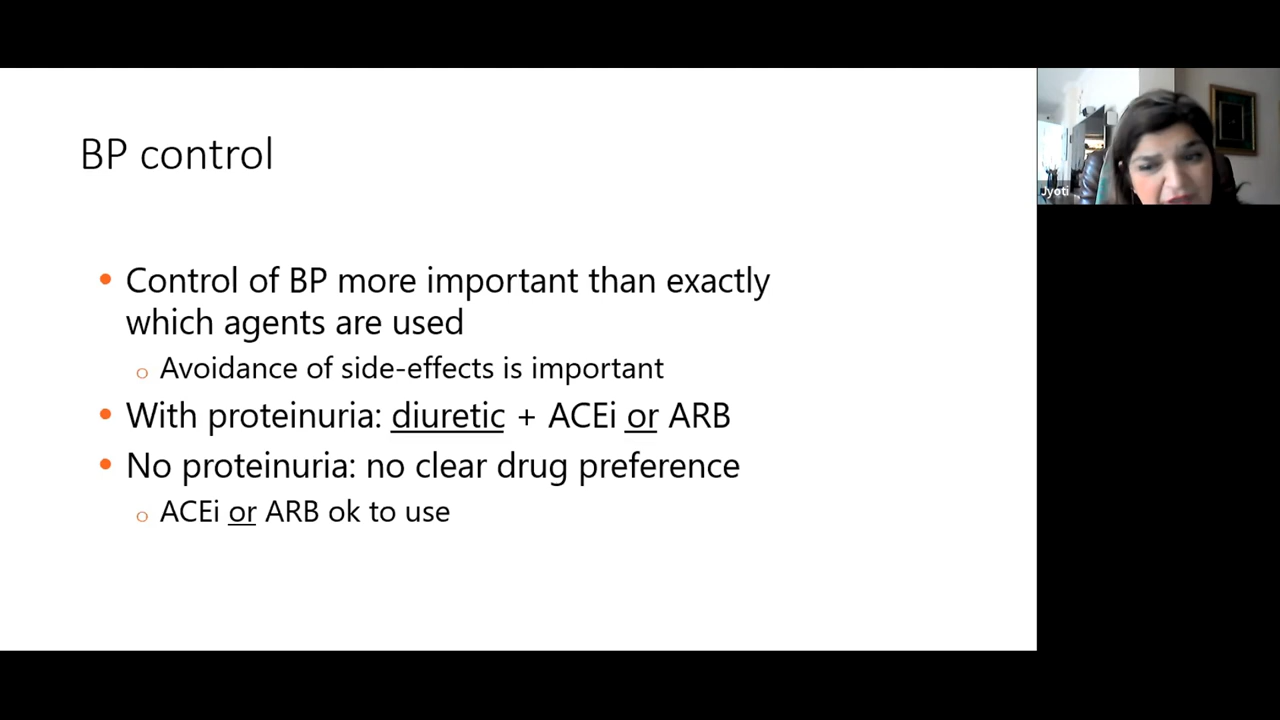 BP control
• Control of BP more important than exactly
which agents are used
o Avoidance of side-effects is important
• With proteinuria: diuretic + ACEi or ARB
• No proteinuria: no clear drug preference
o ACEi or ARB ok to use
Jyoti